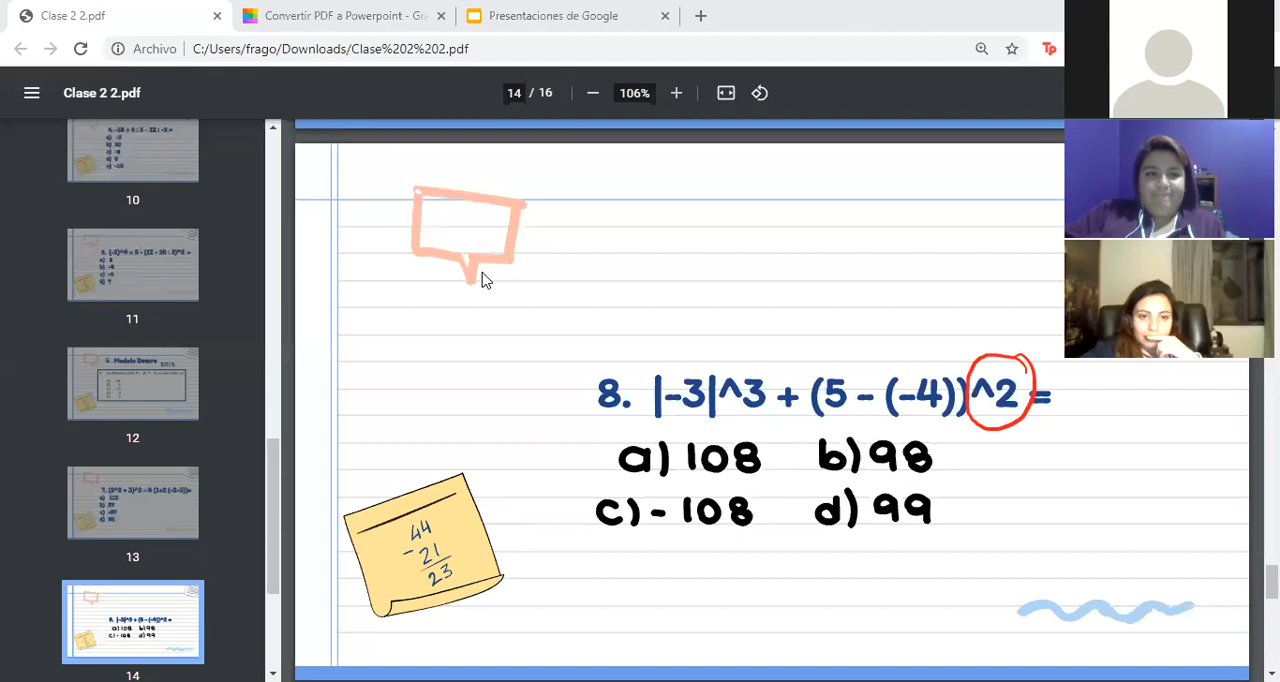 Clase 2 2.pdf
Convertir PDF a Powerpoint - Gra
Presentaciones de Google
Archivo
C:/Users/frago/Downloads/Clase%202%202.pdf
Tp
Clase 2 2.pdf
14 / 16
106%
10
11
12
13
14
8. |-3|^3 + (5 - (-4))^2 =
a) 108 b) 98
c) - 108 d) 99
44
- 21
23